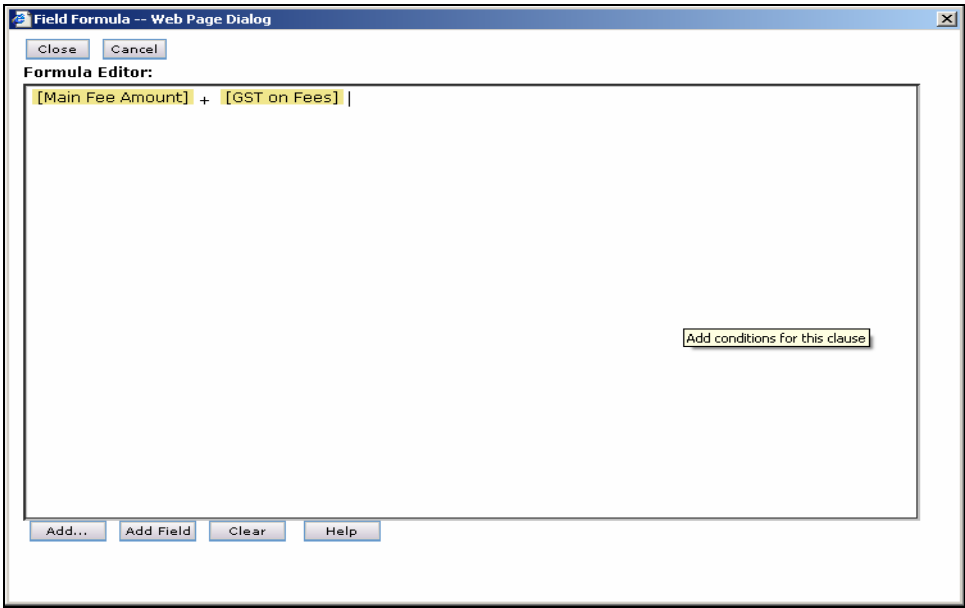 Field Formula -- Web Page Dialog
Close Cancel
Formula Editor:
[Main Fee Amount] + [GST on Fees]
Add conditions for this clause
Add... Add Field Clear Help